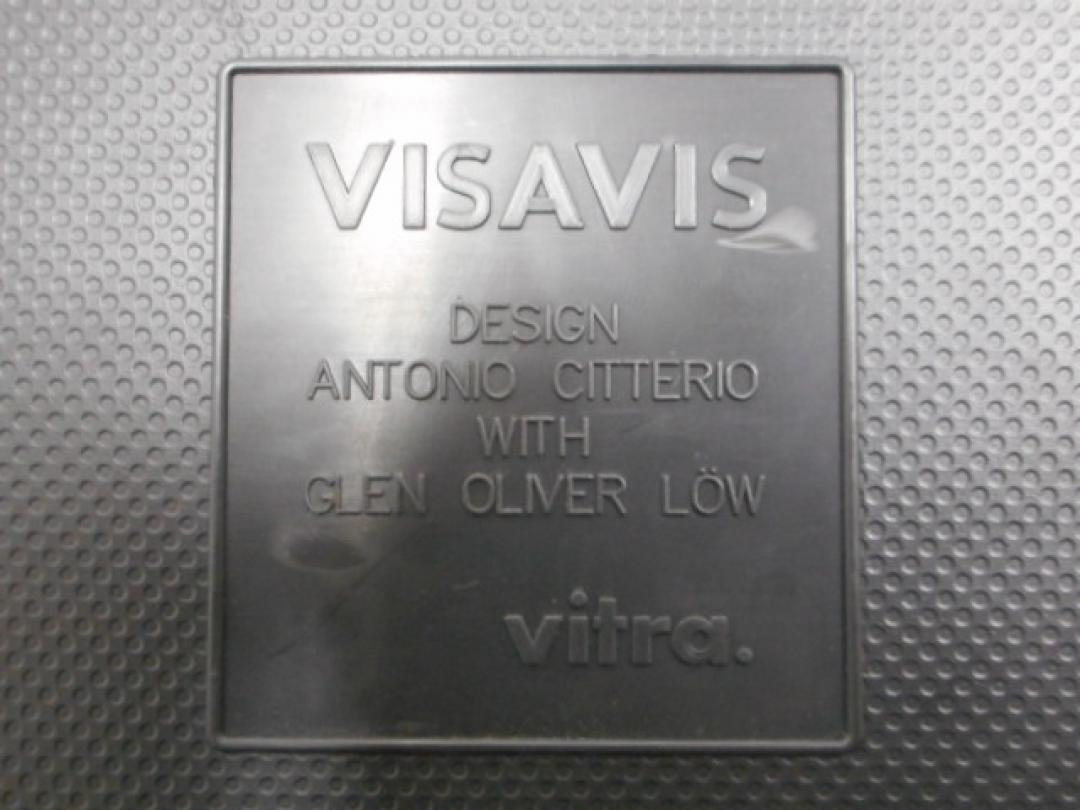 VISAVIS
DESIGN
ANTONIO CITTERIO
WITH
GLEN OLIVER LÖW
vitra.